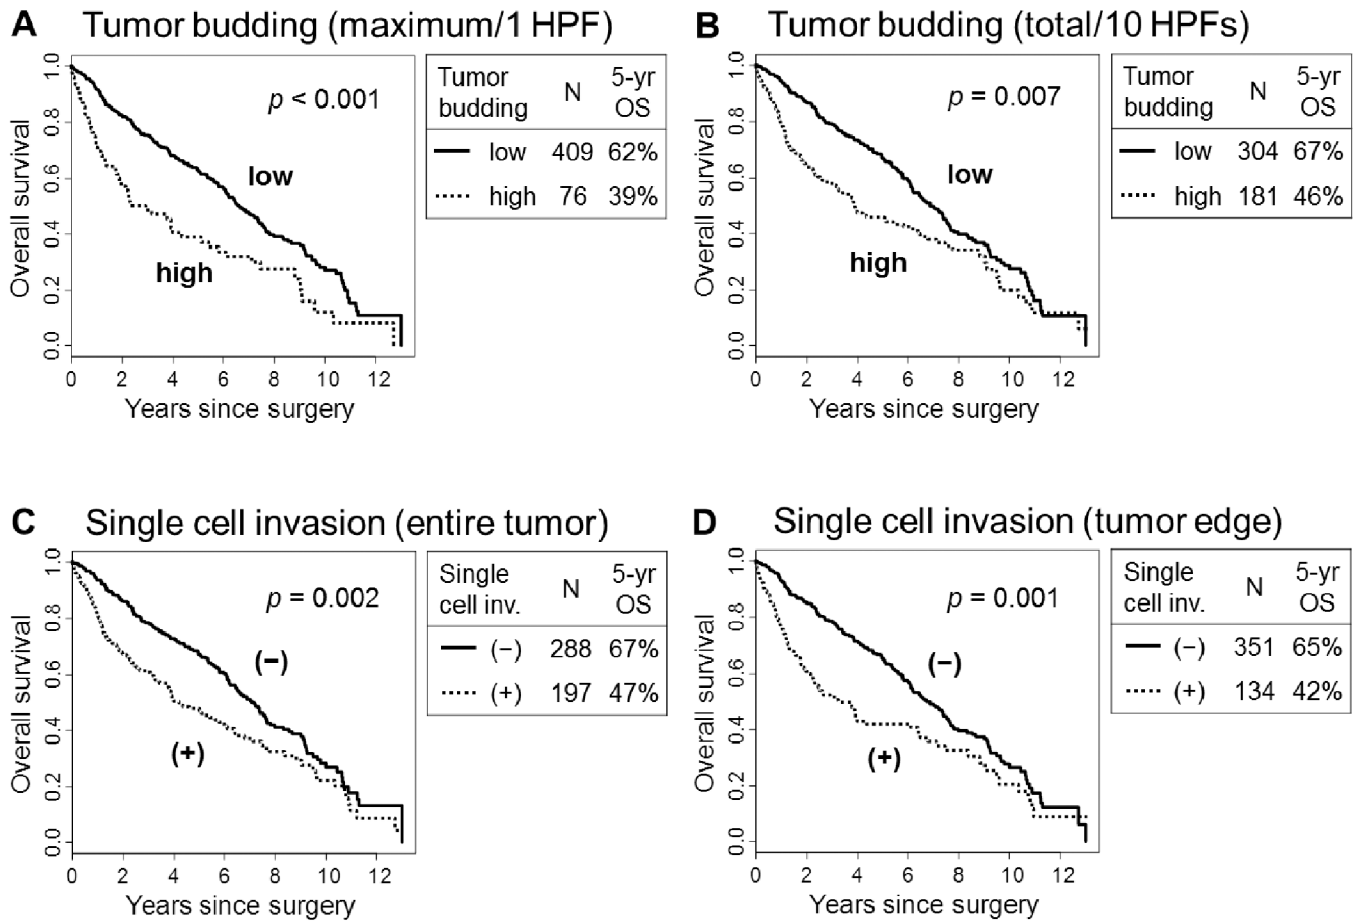 A Tumor budding (maximum/1 HPF)
Tumor budding N 5-yr OS
low 409 62%
high 76 39%
p < 0.001
low
high
Overall survival
0.0 0.2 0.4 0.6 0.8 1.0
0 2 4 6 8 10 12
Years since surgery
B Tumor budding (total/10 HPFs)
Tumor budding N 5-yr OS
low 304 67%
high 181 46%
p = 0.007
low
high
Overall survival
0.0 0.2 0.4 0.6 0.8 1.0
0 2 4 6 8 10 12
Years since surgery
C Single cell invasion (entire tumor)
Single cell inv. N 5-yr OS
(−) 288 67%
(+) 197 47%
p = 0.002
(−)
(+)
Overall survival
0.0 0.2 0.4 0.6 0.8 1.0
0 2 4 6 8 10 12
Years since surgery
D Single cell invasion (tumor edge)
Single cell inv. N 5-yr OS
(−) 351 65%
(+) 134 42%
p = 0.001
(−)
(+)
Overall survival
0.0 0.2 0.4 0.6 0.8 1.0
0 2 4 6 8 10 12
Years since surgery